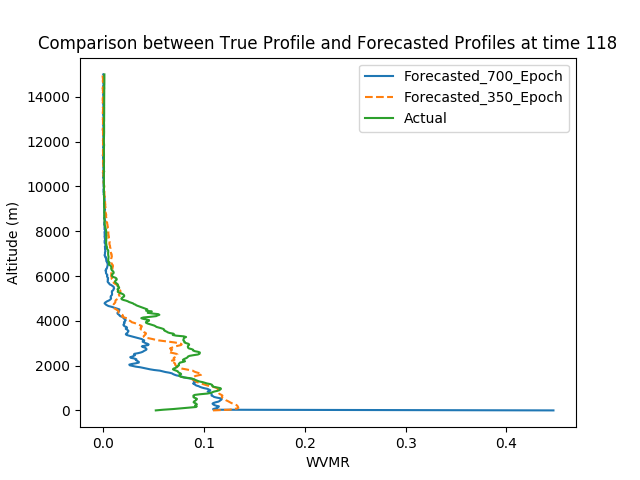 Comparison between True Profile and Forecasted Profiles at time 118
Forecasted_700_Epoch
Forecasted_350_Epoch
Actual
14000
12000
10000
8000
6000
4000
2000
0
Altitude (m)
0.0 0.1 0.2 0.3 0.4
WVMR